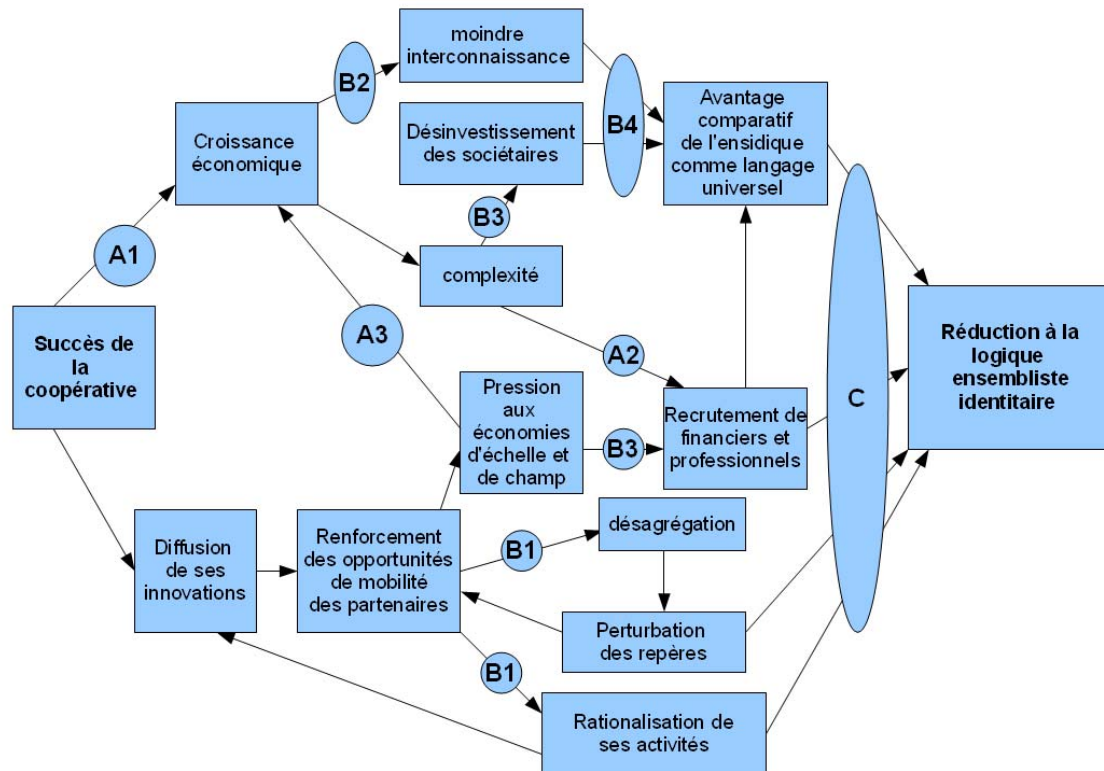 moindre
interconnaissance
B2
Croissance
économique
Désinvestissement
des sociétaires
B4
Avantage
comparatif
de l'ensidique
comme langage
universel
B3
A1
complexité
A3
A2
Succès de
la
coopérative
Réduction à la
logique
ensembliste
identitaire
C
Pression
aux
économies
d'échelle et
de champ
B3
Recrutement de
financiers et
professionnels
Diffusion
de ses
innovations
Renforcement
des opportunités
de mobilité
des partenaires
B1
désagrégation
Perturbation
des repères
B1
Rationalisation de
ses activités